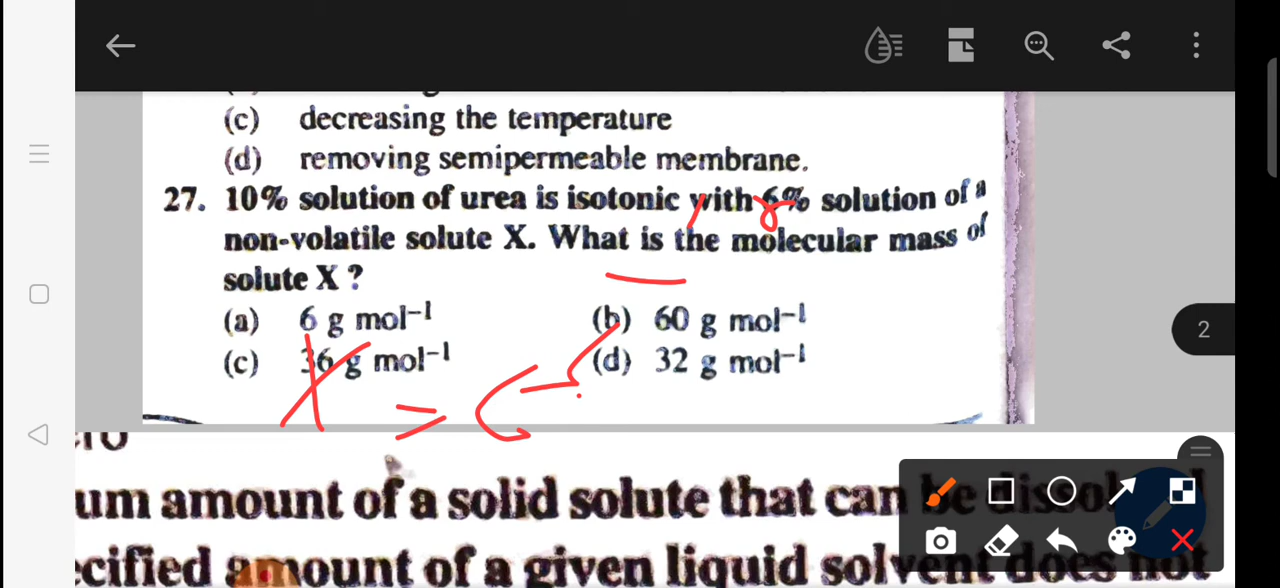 (c) decreasing the temperature
(d) removing semipermeable membrane.
27. 10% solution of urea is isotonic with 6% solution of a
non-volatile solute X. What is the molecular mass of
solute X ?
(a) 6 g mol⁻¹ (b) 60 g mol⁻¹
(c) 36 g mol⁻¹ (d) 32 g mol⁻¹
2
um amount of a solid solute that can be
cified amount of a given liquid solvent does not